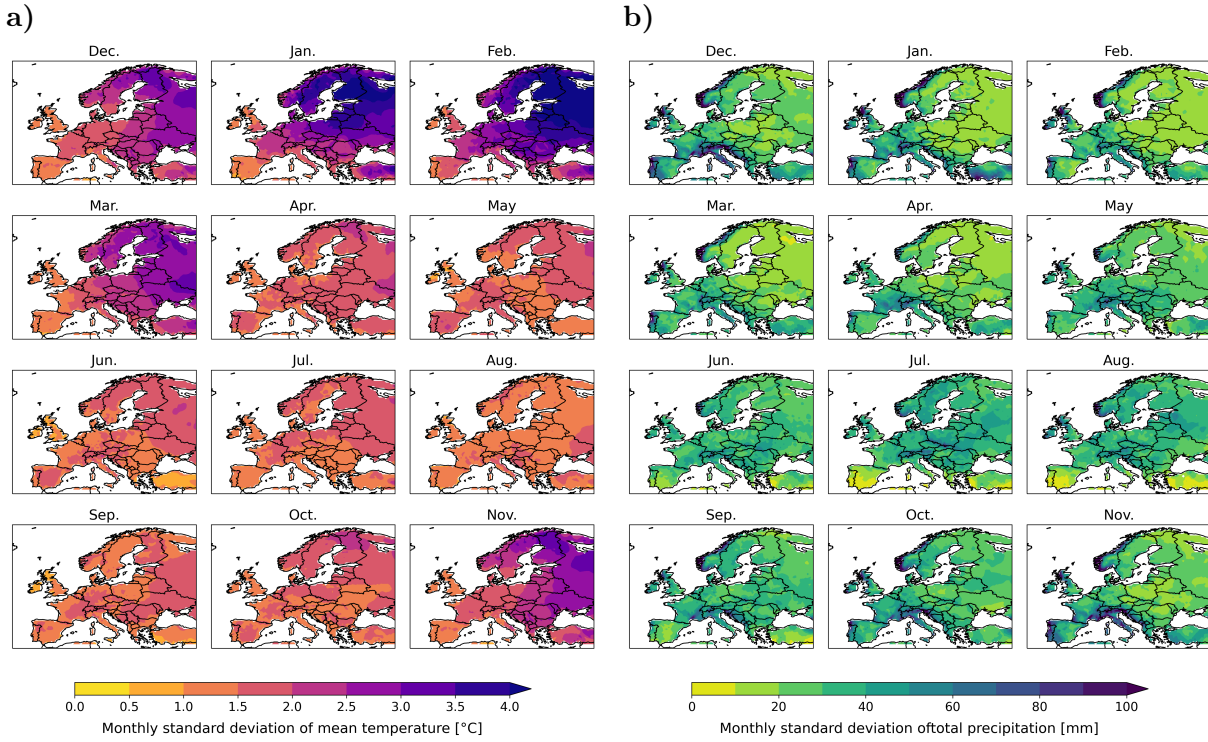 a) b)
Dec. Jan. Feb. Dec. Jan. Feb.
Mar. Apr. May Mar. Apr. May
Jun. Jul. Aug. Jun. Jul. Aug.
Sep. Oct. Nov. Sep. Oct. Nov.
0.0 0.5 1.0 1.5 2.0 2.5 3.0 3.5 4.0 0 20 40 60 80 100
Monthly standard deviation of mean temperature [°C] Monthly standard deviation oftotal precipitation [mm]